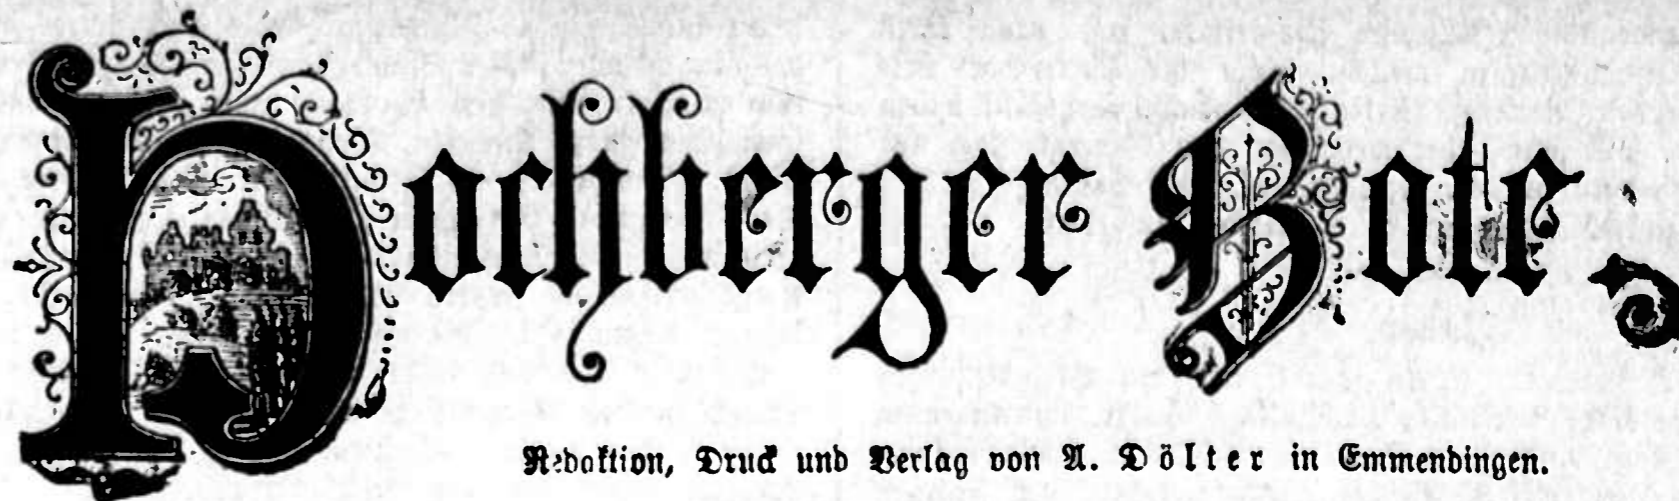 Hochberger Bote,
Redaktion, Druck und Verlag von A. Dölter in Emmendingen.